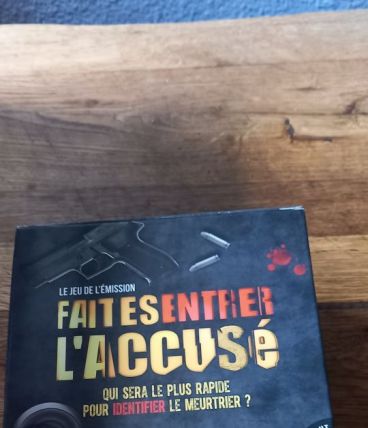 LE JEU DE L'ÉMISSION
FAITES ENTRER
L'ACCUSé
QUI SERA LE PLUS RAPIDE
POUR IDENTIFIER LE MEURTRIER ?